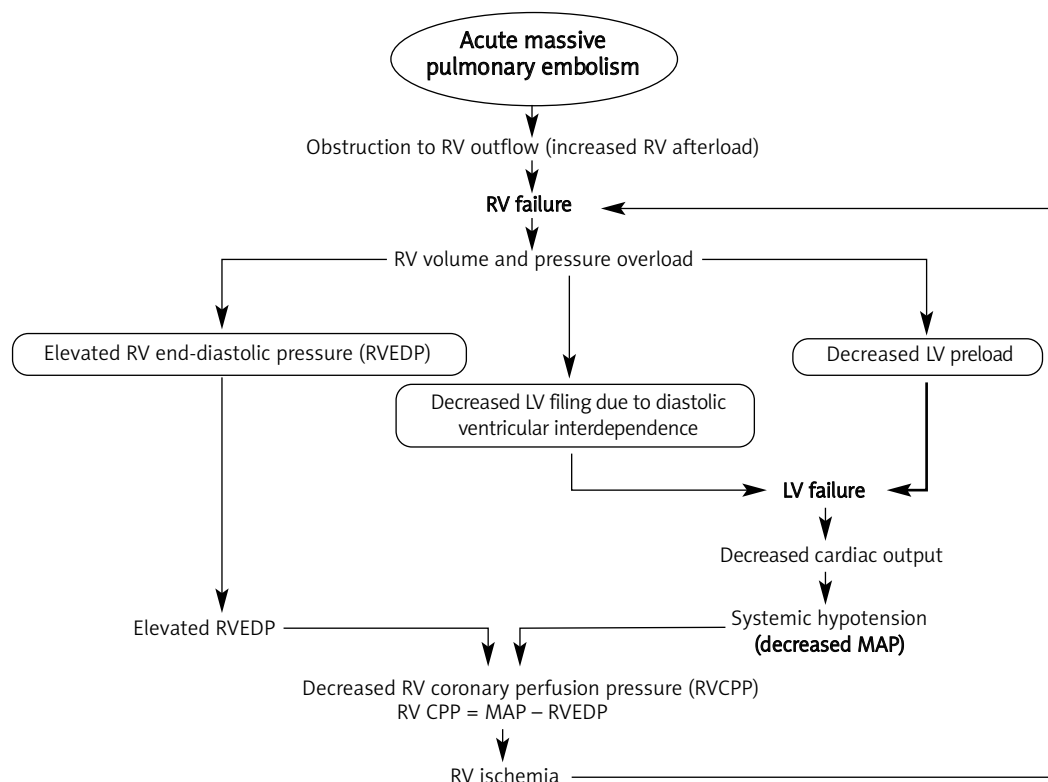 Acute massive
pulmonary embolism
Obstruction to RV outflow (increased RV afterload)
RV failure
RV volume and pressure overload
Elevated RV end-diastolic pressure (RVEDP)
Decreased LV preload
Decreased LV filing due to diastolic
ventricular interdependence
LV failure
Decreased cardiac output
Elevated RVEDP
Systemic hypotension
(decreased MAP)
Decreased RV coronary perfusion pressure (RVCPP)
RV CPP = MAP – RVEDP
RV ischemia